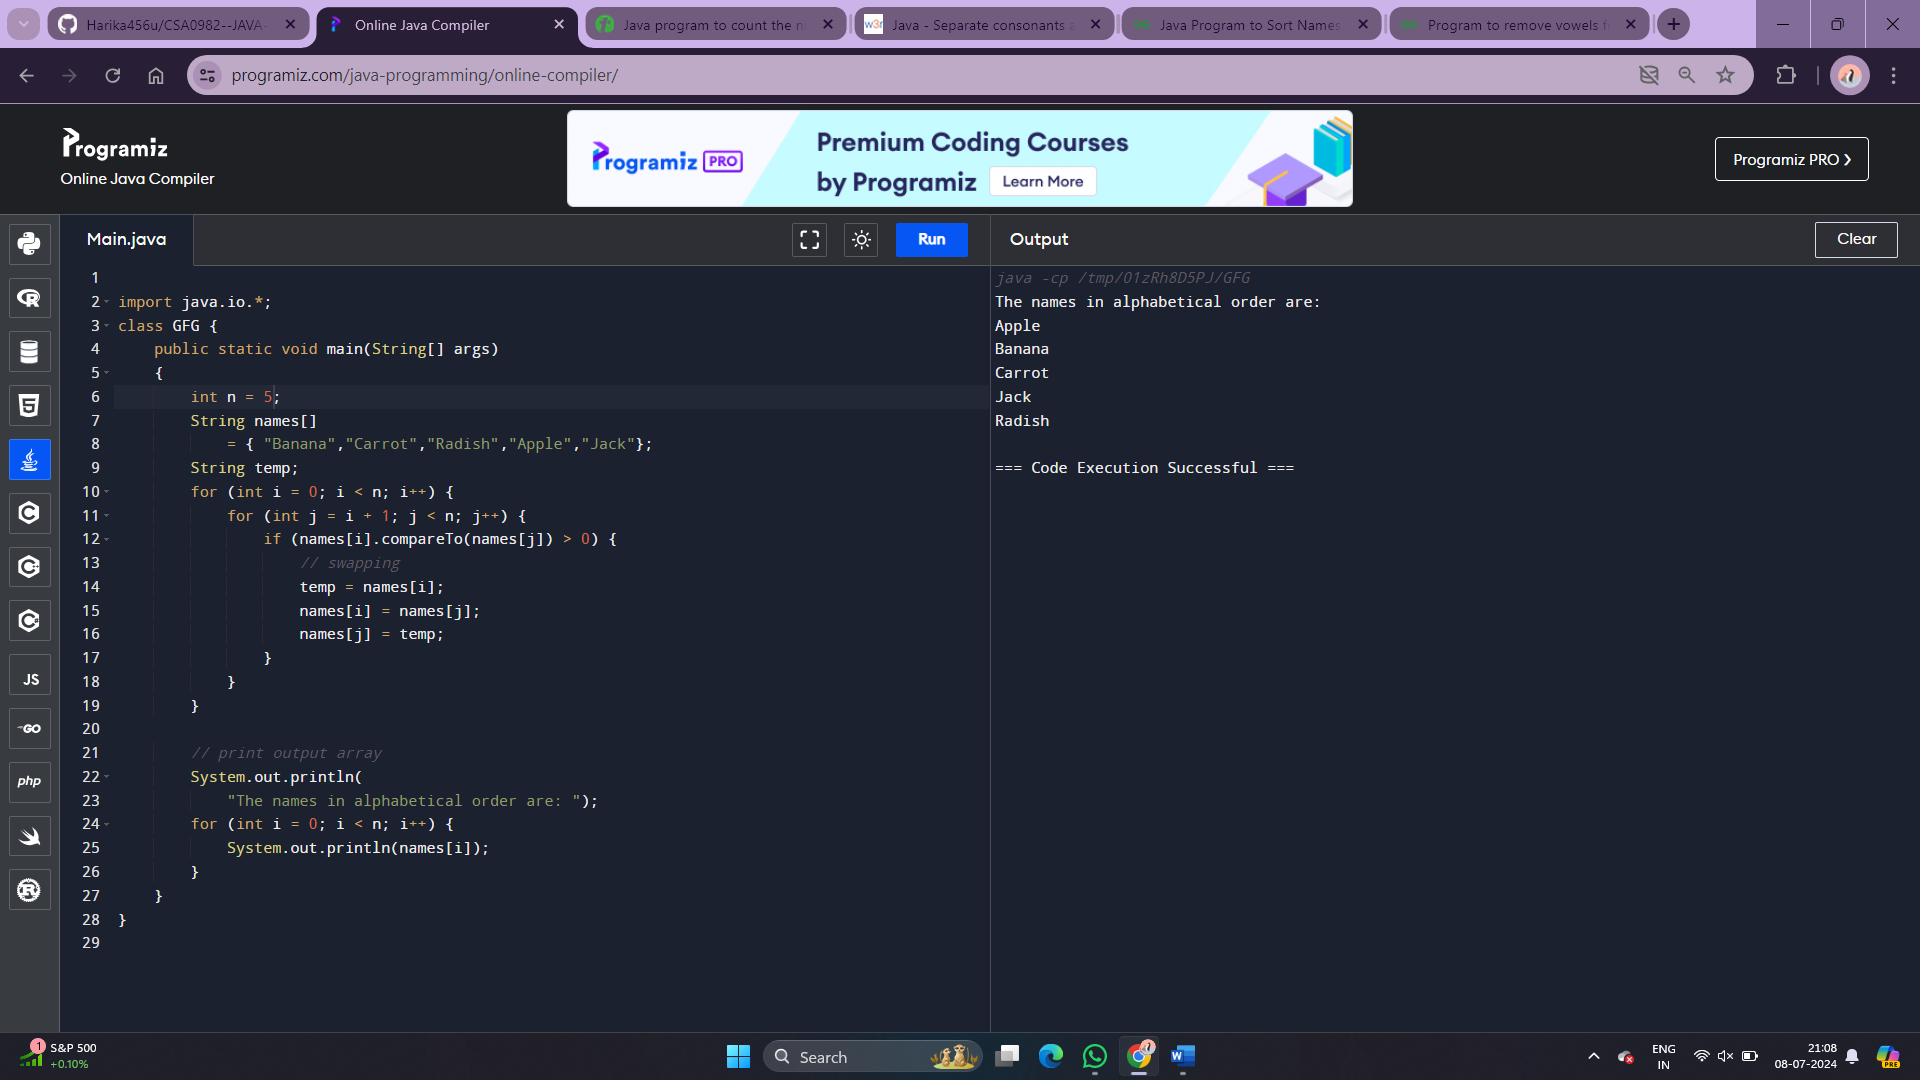 Harika456u/CSA0982--JAVA-
Online Java Compiler
Java program to count the n
w3r
Java - Separate consonants a
Java Program to Sort Names
Program to remove vowels f
programiz.com/java-programming/online-compiler/
Programiz
Online Java Compiler
Programiz PRO
Premium Coding Courses
by Programiz
Learn More
Programiz PRO
Main.java
Run
Output
Clear
1
2 import java.io.*;
3 class GFG {
4 public static void main(String[] args)
5 {
6 int n = 5;
7 String names[]
8 = { "Banana","Carrot","Radish","Apple","Jack"};
9 String temp;
10 for (int i = 0; i < n; i++) {
11 for (int j = i + 1; j < n; j++) {
12 if (names[i].compareTo(names[j]) > 0) {
13 // swapping
14 temp = names[i];
15 names[i] = names[j];
16 names[j] = temp;
17 }
18 }
19 }
20
21 // print output array
22 System.out.println(
23 "The names in alphabetical order are: ");
24 for (int i = 0; i < n; i++) {
25 System.out.println(names[i]);
26 }
27 }
28 }
29
java -cp /tmp/O1zRh8D5PJ/GFG
The names in alphabetical order are:
Apple
Banana
Carrot
Jack
Radish
=== Code Execution Successful ===
JS
GO
php
1
S&P 500
+0.10%
Search
ENG
IN
21:08
08-07-2024
PRE